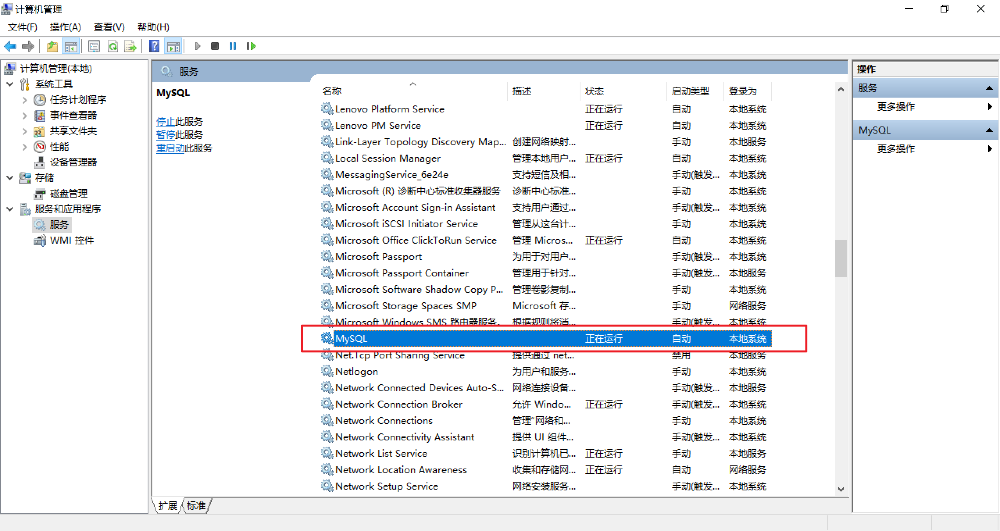 计算机管理
文件(F) 操作(A) 查看(V) 帮助(H)
计算机管理(本地)
系统工具
任务计划程序
事件查看器
共享文件夹
性能
设备管理器
存储
磁盘管理
服务和应用程序
服务
WMI 控件
服务
MySQL
停止此服务
暂停此服务
重启动此服务
名称 描述 状态 启动类型 登录为
Lenovo Platform Service 正在运行 自动 本地系统
Lenovo PM Service 正在运行 自动 本地系统
Link-Layer Topology Discovery Map... 创建网络映射... 手动 本地服务
Local Session Manager 管理本地用户... 正在运行 自动 本地系统
MessagingService_6e24e 支持短信及相... 手动(触发... 本地系统
Microsoft (R) 诊断中心标准收集器服务 诊断中心标准... 手动 本地系统
Microsoft Account Sign-in Assistant 支持用户通过... 手动(触发... 本地系统
Microsoft iSCSI Initiator Service 管理从这台计... 手动 本地系统
Microsoft Office ClickToRun Service 管理 Micros... 正在运行 自动 本地系统
Microsoft Passport 为用于对用户... 手动(触发... 本地系统
Microsoft Passport Container 管理用于针对... 手动(触发... 本地服务
Microsoft Software Shadow Copy P... 管理卷影复制... 手动 本地系统
Microsoft Storage Spaces SMP Microsoft 存... 手动 网络服务
Microsoft Windows SMS 路由器服务。 根据规则将消... 手动(触发... 本地系统
MySQL 正在运行 自动 本地系统
Net.Tcp Port Sharing Service 提供通过 net... 禁用 本地服务
Netlogon 为用户和服务... 手动 本地系统
Network Connected Devices Auto-S... 网络连接设备... 手动(触发... 本地服务
Network Connection Broker 允许 Windo... 正在运行 手动(触发... 本地系统
Network Connections 管理“网络和... 手动 本地系统
Network Connectivity Assistant 提供 UI 组件... 手动(触发... 本地系统
Network List Service 识别计算机已... 正在运行 手动 本地服务
Network Location Awareness 收集和存储网... 正在运行 自动 网络服务
Network Setup Service 网络安装服务... 手动(触发... 本地系统
扩展 标准
操作
服务
更多操作
MySQL
更多操作